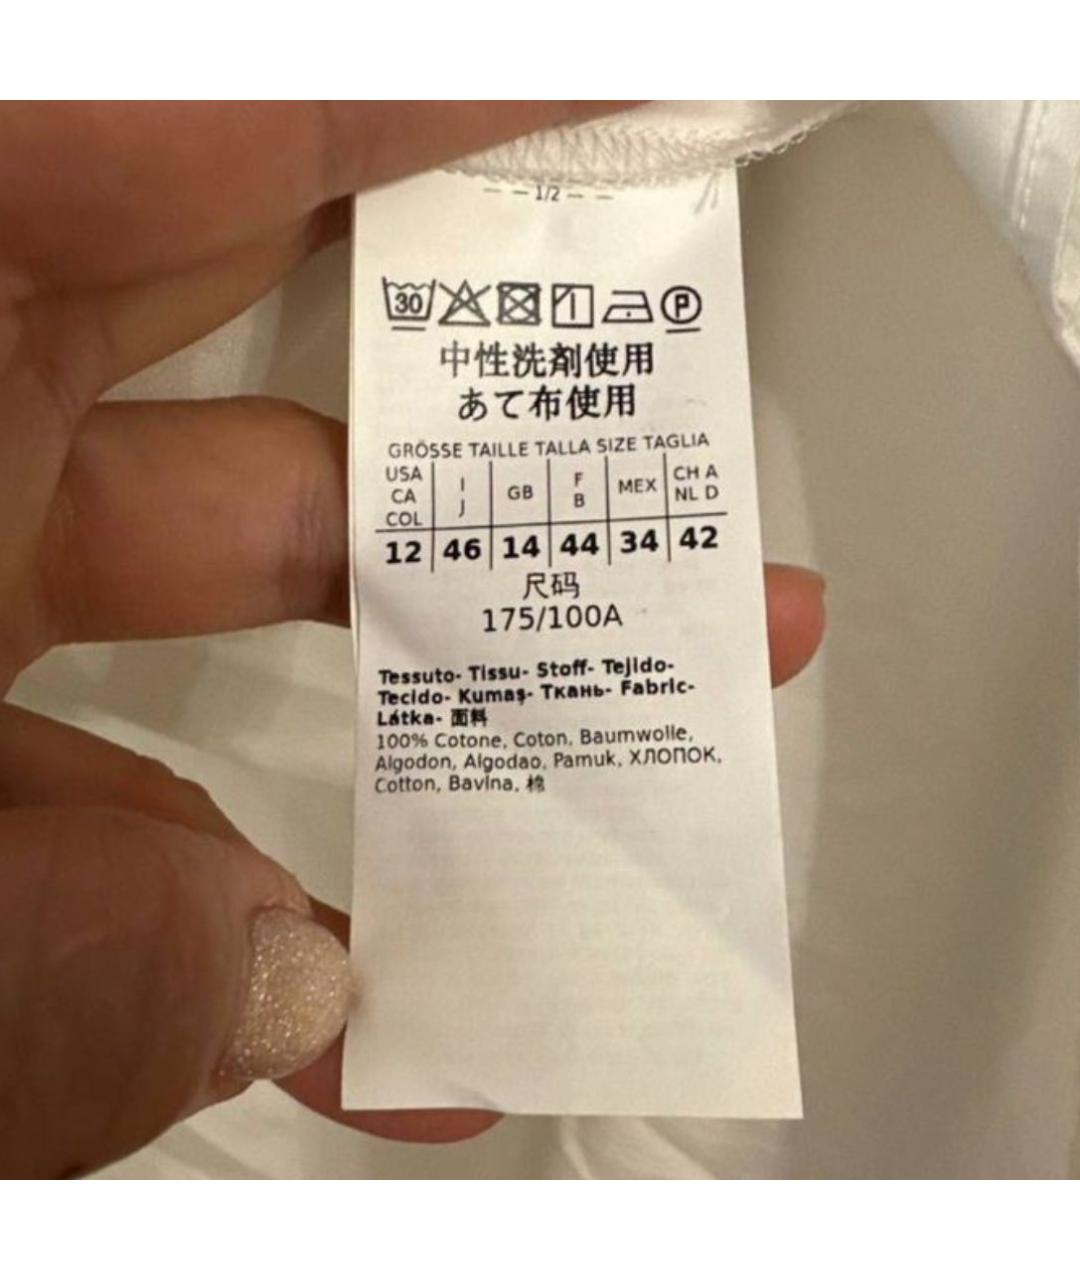 — — 1/2 — —
30 P
中性洗剤使用
あて布使用
GRÖSSE TAILLE TALLA SIZE TAGLIA
USA CA COL | I J | GB | F B | MEX | CH A NL D
12 | 46 | 14 | 44 | 34 | 42
尺码
175/100A
Tessuto- Tissu- Stoff- Tejido-
Tecido- Kumaş- Ткань- Fabric-
Látka- 面料
100% Cotone, Coton, Baumwolle,
Algodon, Algodao, Pamuk, ХЛОПОК,
Cotton, Bavlna, 棉